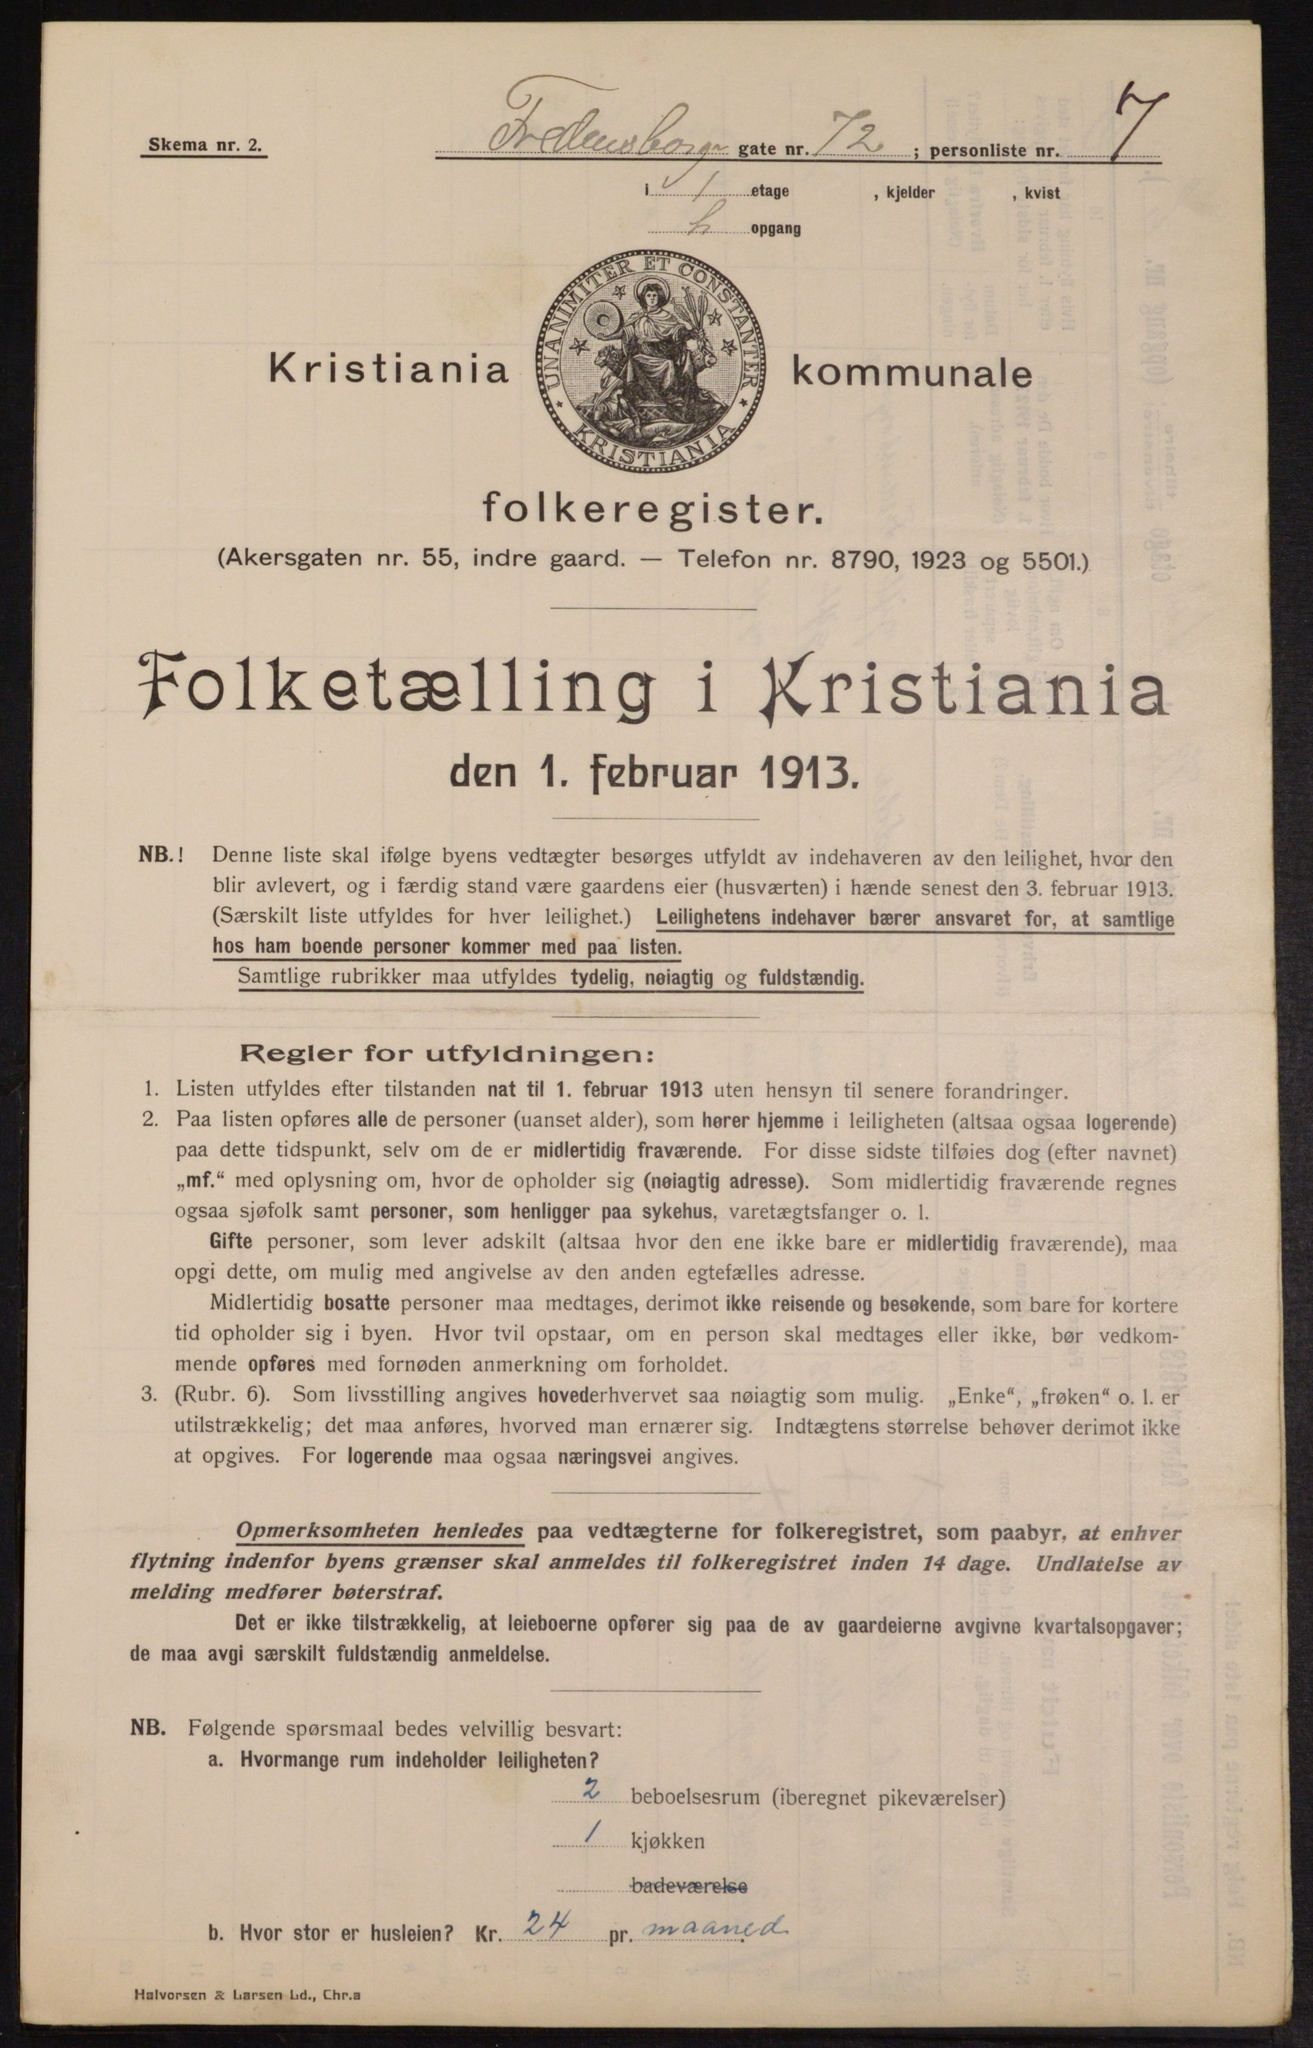 Skema nr. 2.
Fredensborg gate nr. 72; personliste nr. 7
i 1 etage , kjelder , kvist
h opgang
UNANIMITER ET CONSTANTER
KRISTIANIA
Kristiania kommunale
folkeregister.
(Akersgaten nr. 55, indre gaard. — Telefon nr. 8790, 1923 og 5501.)
Folketælling i Kristiania
den 1. februar 1913.
NB.! Denne liste skal ifølge byens vedtægter besørges utfyldt av indehaveren av den leilighet, hvor den
blir avlevert, og i færdig stand være gaardens eier (husværten) i hænde senest den 3. februar 1913.
(Særskilt liste utfyldes for hver leilighet.) Leilighetens indehaver bærer ansvaret for, at samtlige
hos ham boende personer kommer med paa listen.
Samtlige rubrikker maa utfyldes tydelig, nøiagtig og fuldstændig.
Regler for utfyldningen:
1. Listen utfyldes efter tilstanden nat til 1. februar 1913 uten hensyn til senere forandringer.
2. Paa listen opføres alle de personer (uanset alder), som hører hjemme i leiligheten (altsaa ogsaa logerende)
paa dette tidspunkt, selv om de er midlertidig fraværende. For disse sidste tilføies dog (efter navnet)
„mf.“ med oplysning om, hvor de opholder sig (nøiagtig adresse). Som midlertidig fraværende regnes
ogsaa sjøfolk samt personer, som henligger paa sykehus, varetægtsfanger o. l.
Gifte personer, som lever adskilt (altsaa hvor den ene ikke bare er midlertidig fraværende), maa
opgi dette, om mulig med angivelse av den anden egtefælles adresse.
Midlertidig bosatte personer maa medtages, derimot ikke reisende og besøkende, som bare for kortere
tid opholder sig i byen. Hvor tvil opstaar, om en person skal medtages eller ikke, bør vedkom-
mende opføres med fornøden anmerkning om forholdet.
3. (Rubr. 6). Som livsstilling angives hovederhvervet saa nøiagtig som mulig. „Enke“, „frøken“ o. l. er
utilstrækkelig; det maa anføres, hvorved man ernærer sig. Indtægtens størrelse behøver derimot ikke
at opgives. For logerende maa ogsaa næringsvei angives.
Opmerksomheten henledes paa vedtægterne for folkeregistret, som paabyr, at enhver
flytning indenfor byens grænser skal anmeldes til folkeregistret inden 14 dage. Undlatelse av
melding medfører bøterstraf.
Det er ikke tilstrækkelig, at leieboerne opfører sig paa de av gaardeierne avgivne kvartalsopgaver;
de maa avgi særskilt fuldstændig anmeldelse.
NB. Følgende spørsmaal bedes velvillig besvart:
a. Hvormange rum indeholder leiligheten?
2 beboelsesrum (iberegnet pikeværelser)
1 kjøkken
badeværelse
b. Hvor stor er husleien? Kr. 24 pr. maaned.
Halvorsen & Larsen Ld., Chr.a